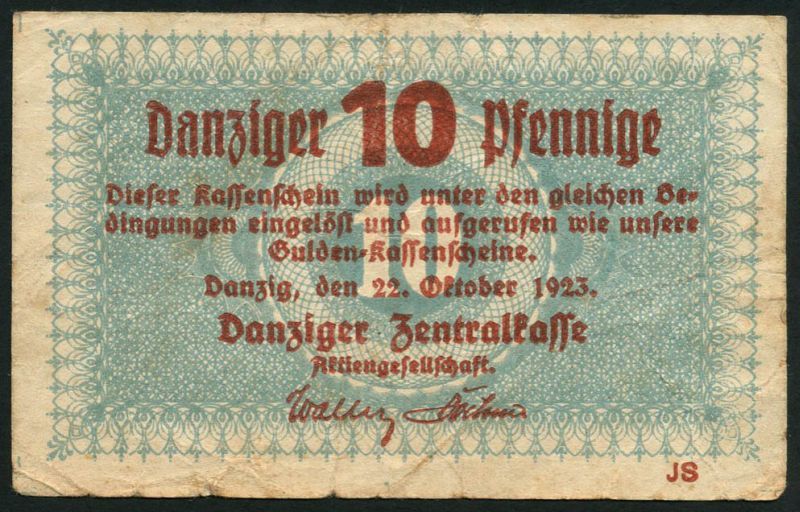 Danziger 10 Pfennige
Dieser Kassenschein wird unter den gleichen Be-
dingungen eingelöst und aufgerufen wie unsere
Gulden-Kassenscheine.
10
Danzig, den 22. Oktober 1923.
Danziger Zentralkasse
Aktiengesellschaft.
JS